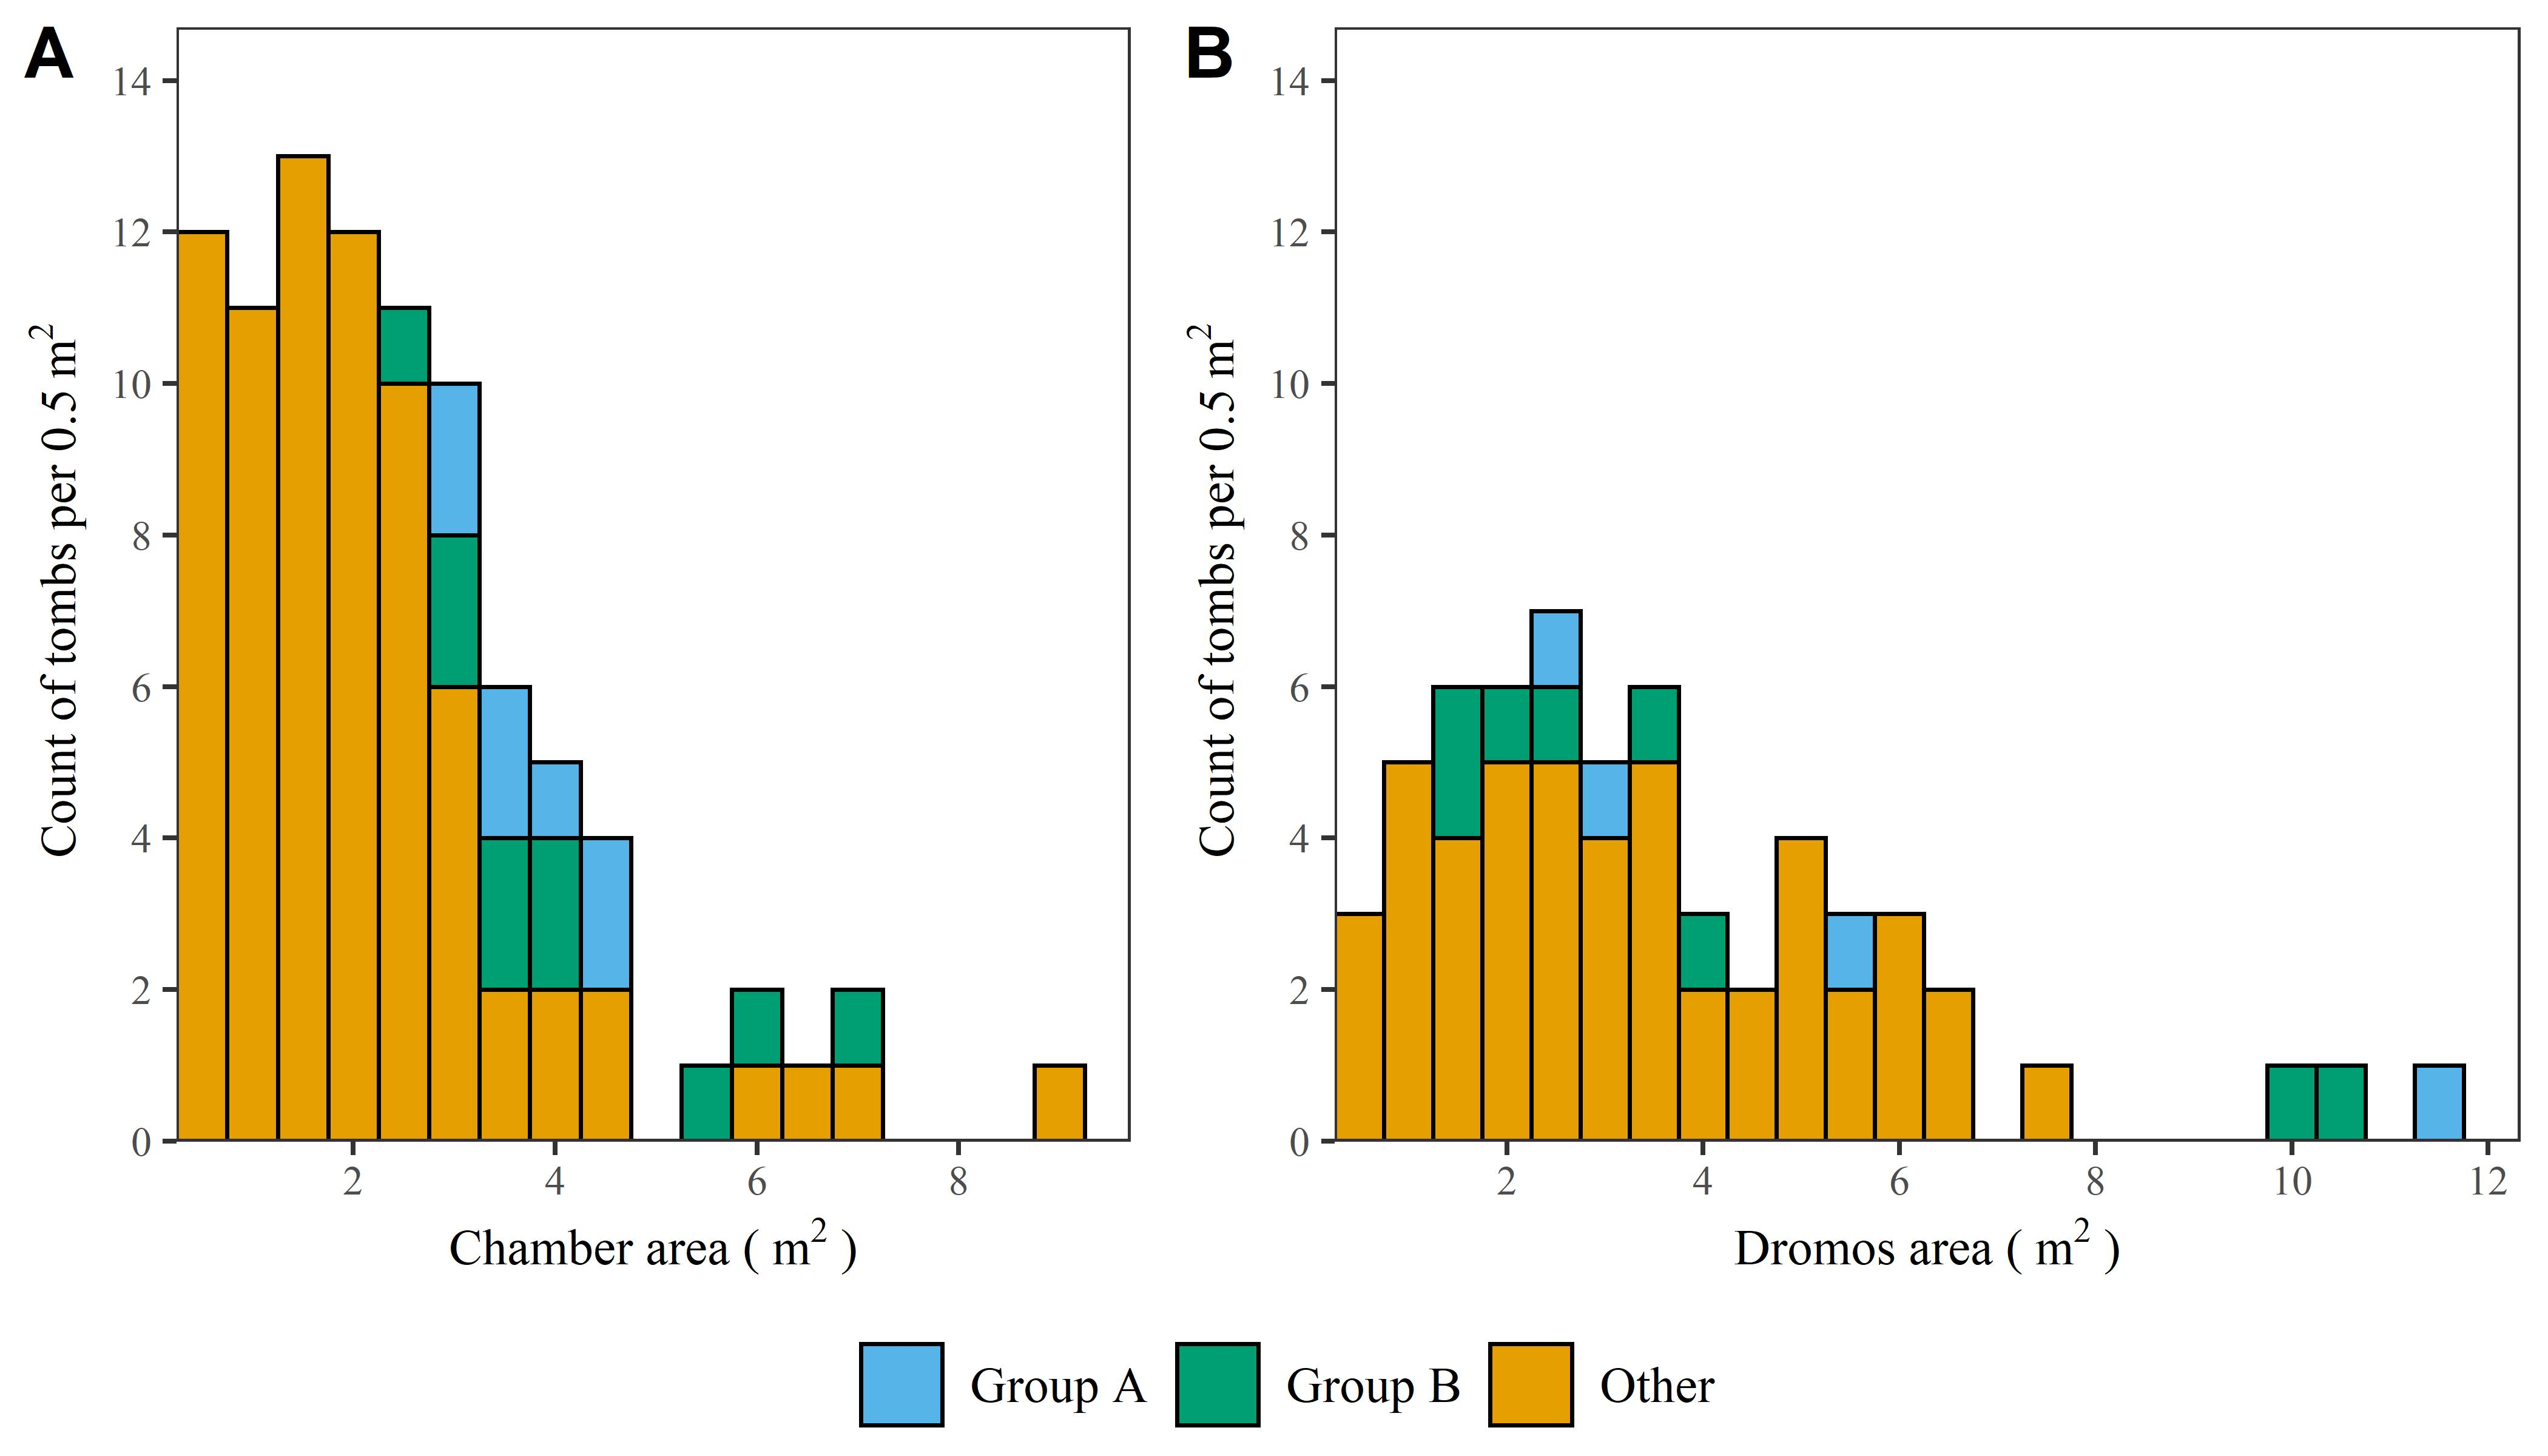 A
Count of tombs per 0.5 m²
14
12
10
8
6
4
2
0
2 4 6 8
Chamber area ( m² )
B
Count of tombs per 0.5 m²
14
12
10
8
6
4
2
0
2 4 6 8 10 12
Dromos area ( m² )
Group A Group B Other